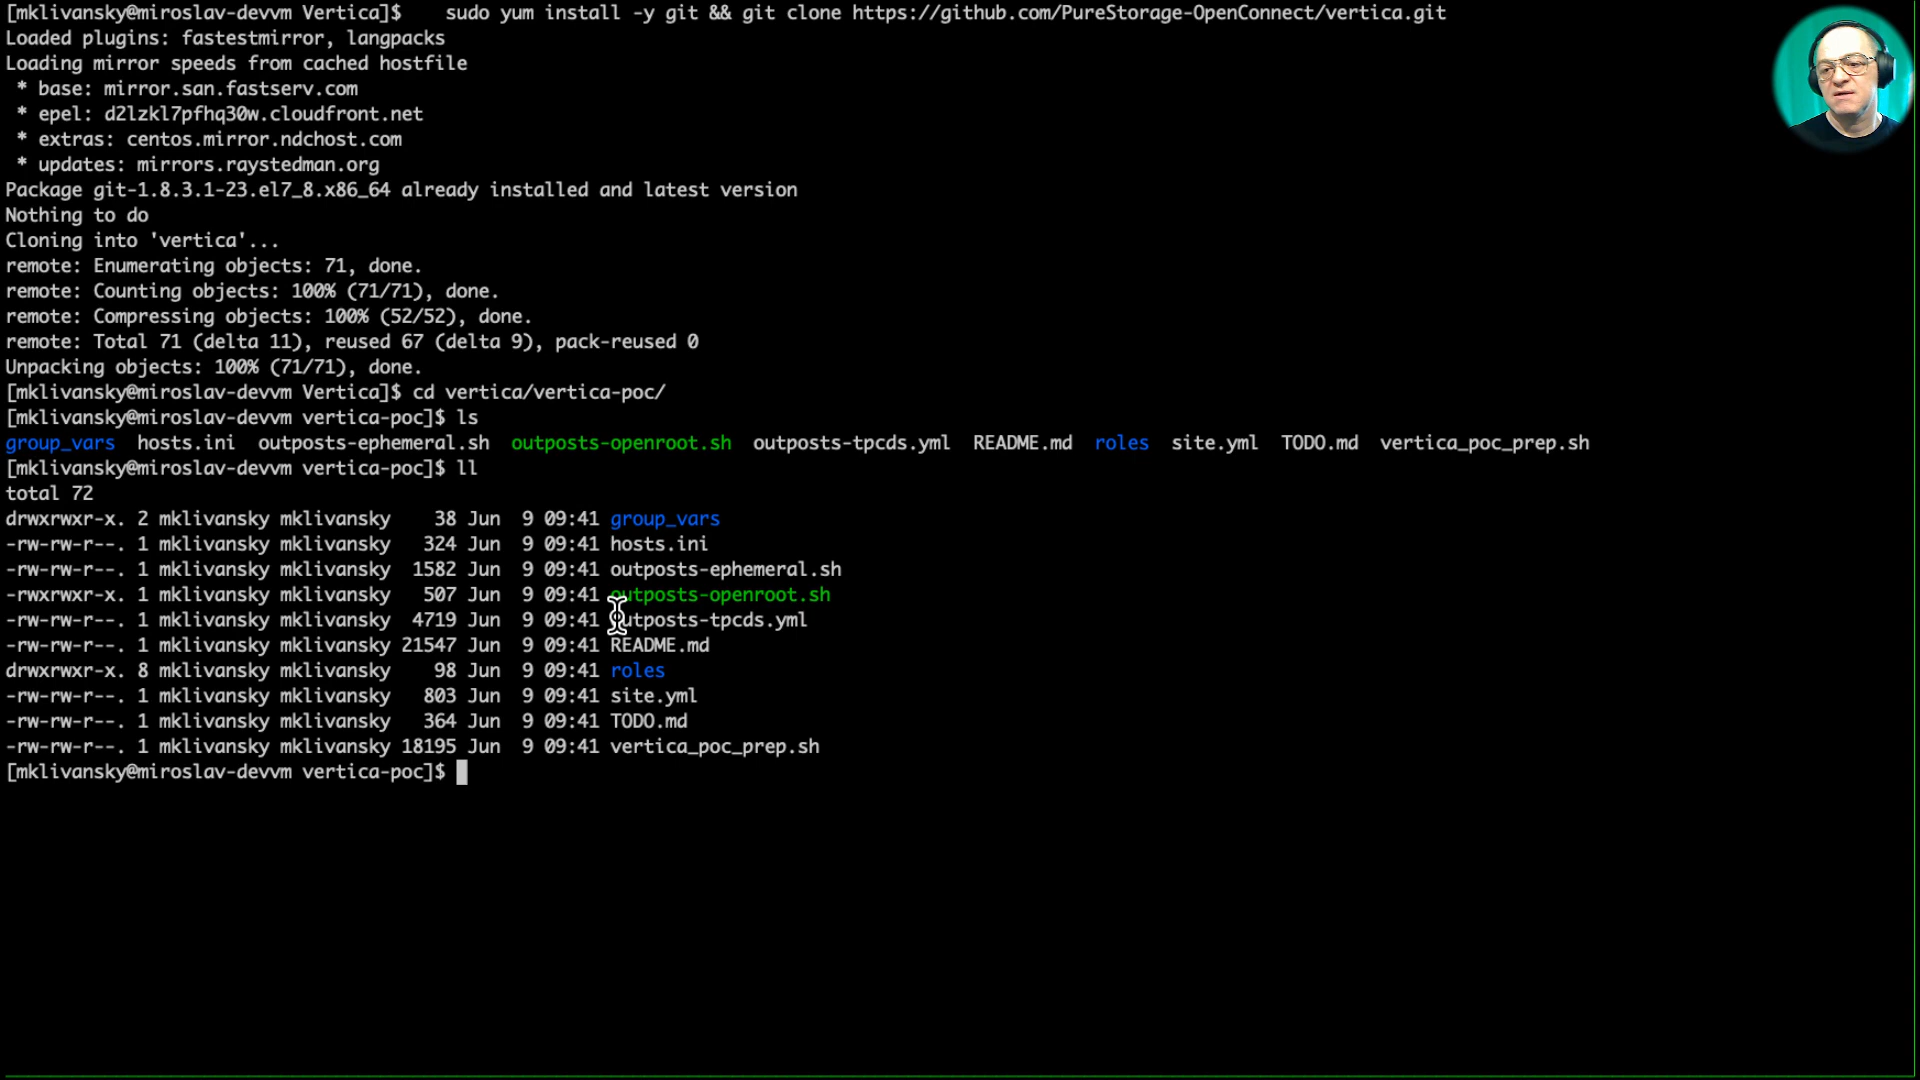 [mklivansky@miroslav-devvm Vertica]$    sudo yum install -y git && git clone https://github.com/PureStorage-OpenConnect/vertica.git
Loaded plugins: fastestmirror, langpacks
Loading mirror speeds from cached hostfile
 * base: mirror.san.fastserv.com
 * epel: d2lzkl7pfhq30w.cloudfront.net
 * extras: centos.mirror.ndchost.com
 * updates: mirrors.raystedman.org
Package git-1.8.3.1-23.el7_8.x86_64 already installed and latest version
Nothing to do
Cloning into 'vertica'...
remote: Enumerating objects: 71, done.
remote: Counting objects: 100% (71/71), done.
remote: Compressing objects: 100% (52/52), done.
remote: Total 71 (delta 11), reused 67 (delta 9), pack-reused 0
Unpacking objects: 100% (71/71), done.
[mklivansky@miroslav-devvm Vertica]$ cd vertica/vertica-poc/
[mklivansky@miroslav-devvm vertica-poc]$ ls
group_vars  hosts.ini  outposts-ephemeral.sh  outposts-openroot.sh  outposts-tpcds.yml  README.md  roles  site.yml  TODO.md  vertica_poc_prep.sh
[mklivansky@miroslav-devvm vertica-poc]$ ll
total 72
drwxrwxr-x. 2 mklivansky mklivansky    38 Jun  9 09:41 group_vars
-rw-rw-r--. 1 mklivansky mklivansky   324 Jun  9 09:41 hosts.ini
-rw-rw-r--. 1 mklivansky mklivansky  1582 Jun  9 09:41 outposts-ephemeral.sh
-rwxrwxr-x. 1 mklivansky mklivansky   507 Jun  9 09:41 outposts-openroot.sh
-rw-rw-r--. 1 mklivansky mklivansky  4719 Jun  9 09:41 outposts-tpcds.yml
-rw-rw-r--. 1 mklivansky mklivansky 21547 Jun  9 09:41 README.md
drwxrwxr-x. 8 mklivansky mklivansky    98 Jun  9 09:41 roles
-rw-rw-r--. 1 mklivansky mklivansky   803 Jun  9 09:41 site.yml
-rw-rw-r--. 1 mklivansky mklivansky   364 Jun  9 09:41 TODO.md
-rw-rw-r--. 1 mklivansky mklivansky 18195 Jun  9 09:41 vertica_poc_prep.sh
[mklivansky@miroslav-devvm vertica-poc]$